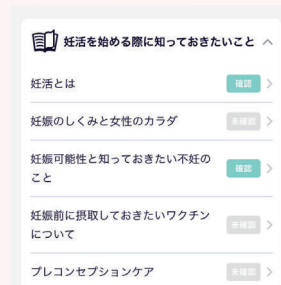 妊活を始める際に知っておきたいこと
妊活とは
確認
妊娠のしくみと女性のカラダ
未確認
妊娠可能性と知っておきたい不妊の
こと
確認
妊娠前に摂取しておきたいワクチン
について
未確認
プレコンセプションケア
未確認